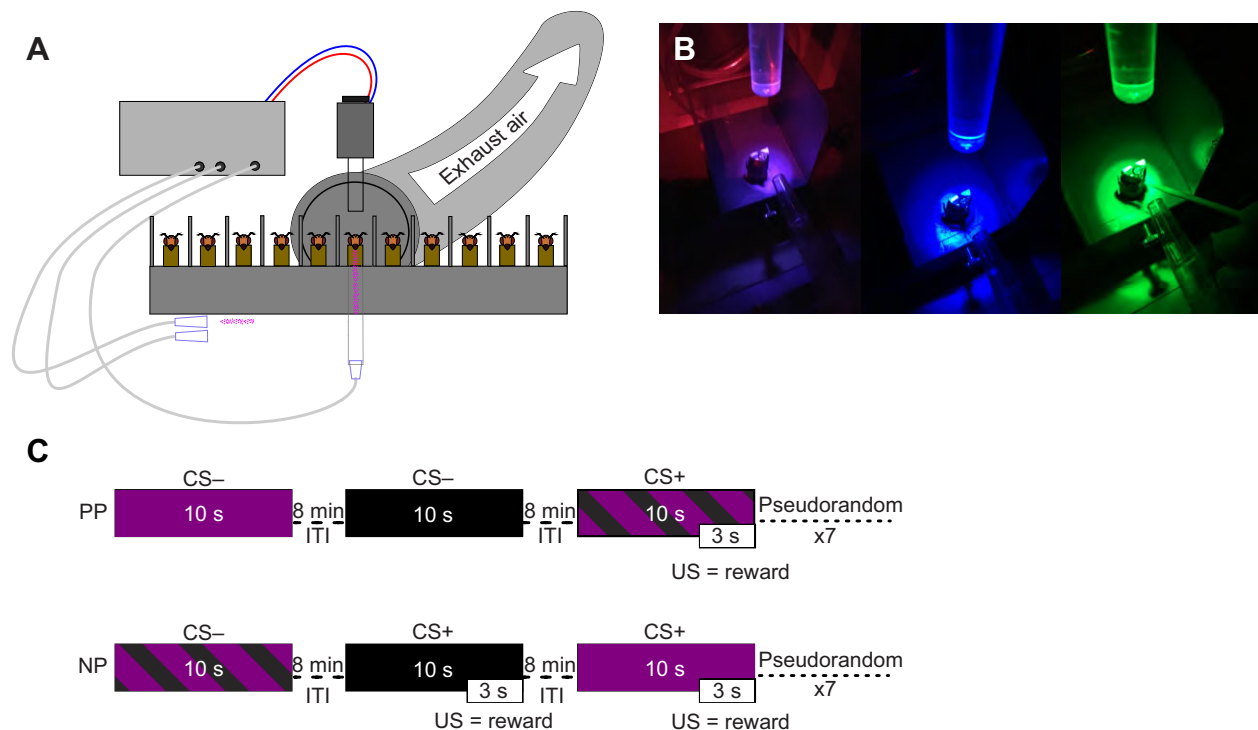 A
Exhaust air
B
C
CS–
CS–
CS+
PP
10 s
8 min
ITI
10 s
8 min
ITI
10 s
Pseudorandom
x7
3 s
US = reward
CS–
CS+
CS+
NP
10 s
8 min
ITI
10 s
8 min
ITI
10 s
Pseudorandom
x7
3 s
3 s
US = reward
US = reward